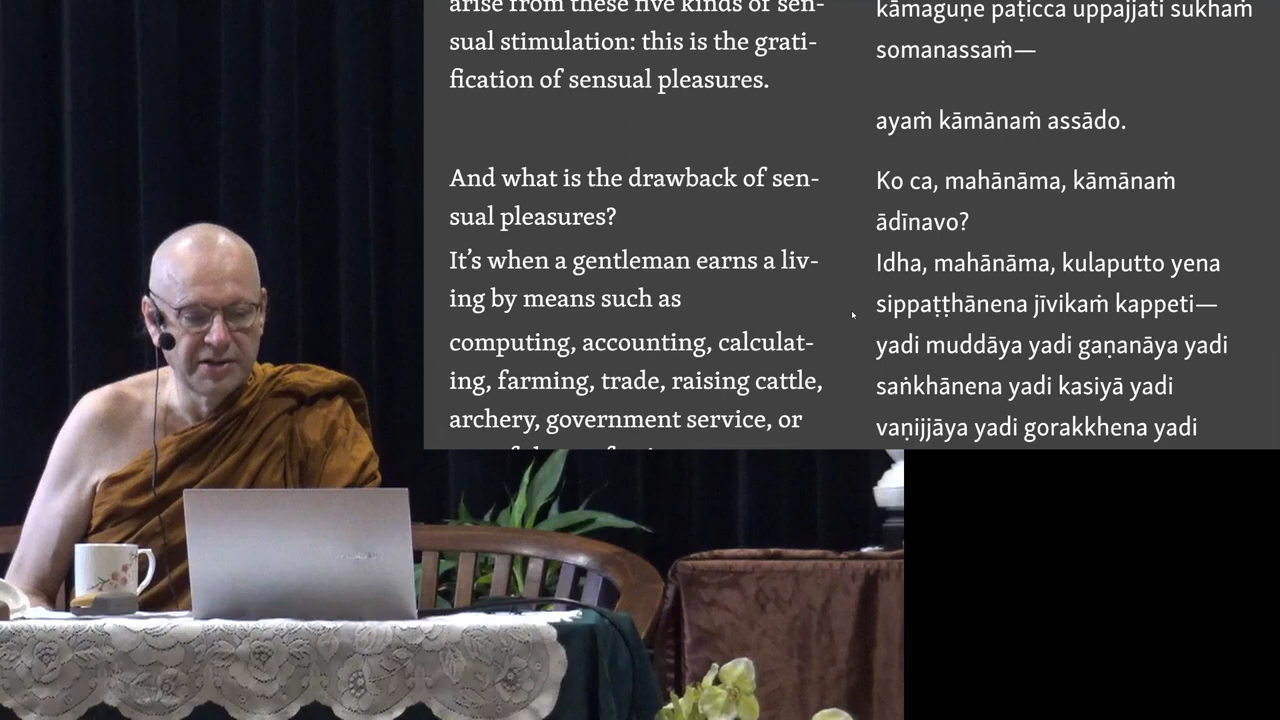 arise from these five kinds of sen-
sual stimulation: this is the grati-
fication of sensual pleasures.
And what is the drawback of sen-
sual pleasures?
It’s when a gentleman earns a liv-
ing by means such as
computing, accounting, calculat-
ing, farming, trade, raising cattle,
archery, government service, or
kāmaguṇe paṭicca uppajjati sukhaṁ
somanassaṁ—
ayaṁ kāmānaṁ assādo.
Ko ca, mahānāma, kāmānaṁ
ādīnavo?
Idha, mahānāma, kulaputto yena
sippaṭṭhānena jīvikaṁ kappeti—
yadi muddāya yadi gaṇanāya yadi
saṅkhānena yadi kasiyā yadi
vaṇijjāya yadi gorakkhena yadi